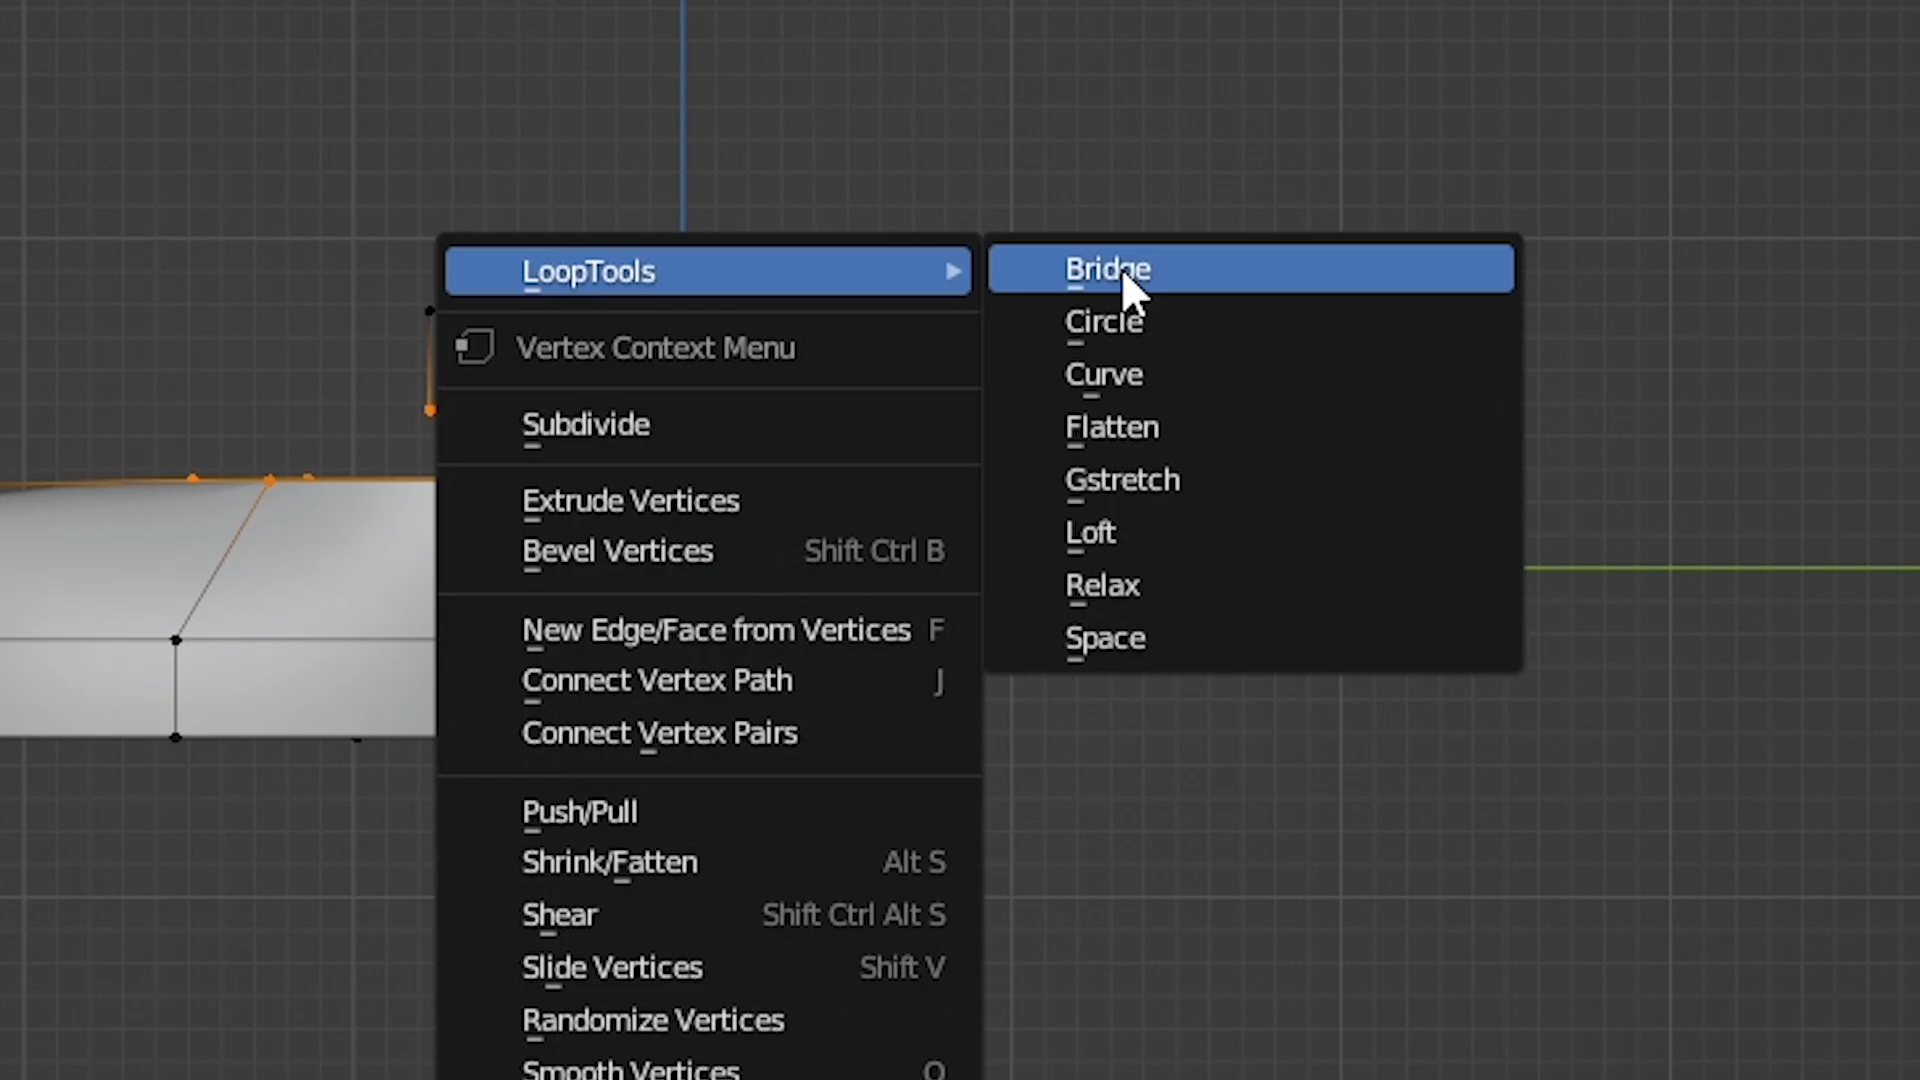 LoopTools
Vertex Context Menu
Subdivide
Extrude Vertices
Bevel Vertices Shift Ctrl B
New Edge/Face from Vertices F
Connect Vertex Path J
Connect Vertex Pairs
Push/Pull
Shrink/Fatten Alt S
Shear Shift Ctrl Alt S
Slide Vertices Shift V
Randomize Vertices
Smooth Vertices
Bridge
Circle
Curve
Flatten
Gstretch
Loft
Relax
Space